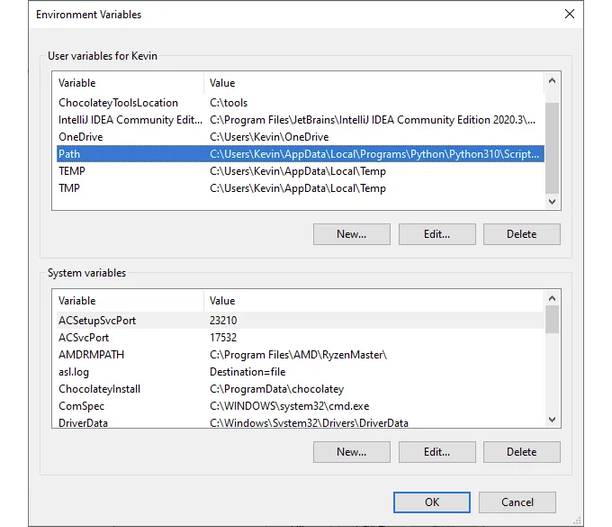 Environment Variables
User variables for Kevin
Variable Value
ChocolateyToolsLocation C:\tools
IntelliJ IDEA Community Edit... C:\Program Files\JetBrains\IntelliJ IDEA Community Edition 2020.3\...
OneDrive C:\Users\Kevin\OneDrive
Path C:\Users\Kevin\AppData\Local\Programs\Python\Python310\Script...
TEMP C:\Users\Kevin\AppData\Local\Temp
TMP C:\Users\Kevin\AppData\Local\Temp
New... Edit... Delete
System variables
Variable Value
ACSetupSvcPort 23210
ACSvcPort 17532
AMDRMPATH C:\Program Files\AMD\RyzenMaster\
asl.log Destination=file
ChocolateyInstall C:\ProgramData\chocolatey
ComSpec C:\WINDOWS\system32\cmd.exe
DriverData C:\Windows\System32\Drivers\DriverData
New... Edit... Delete
OK Cancel